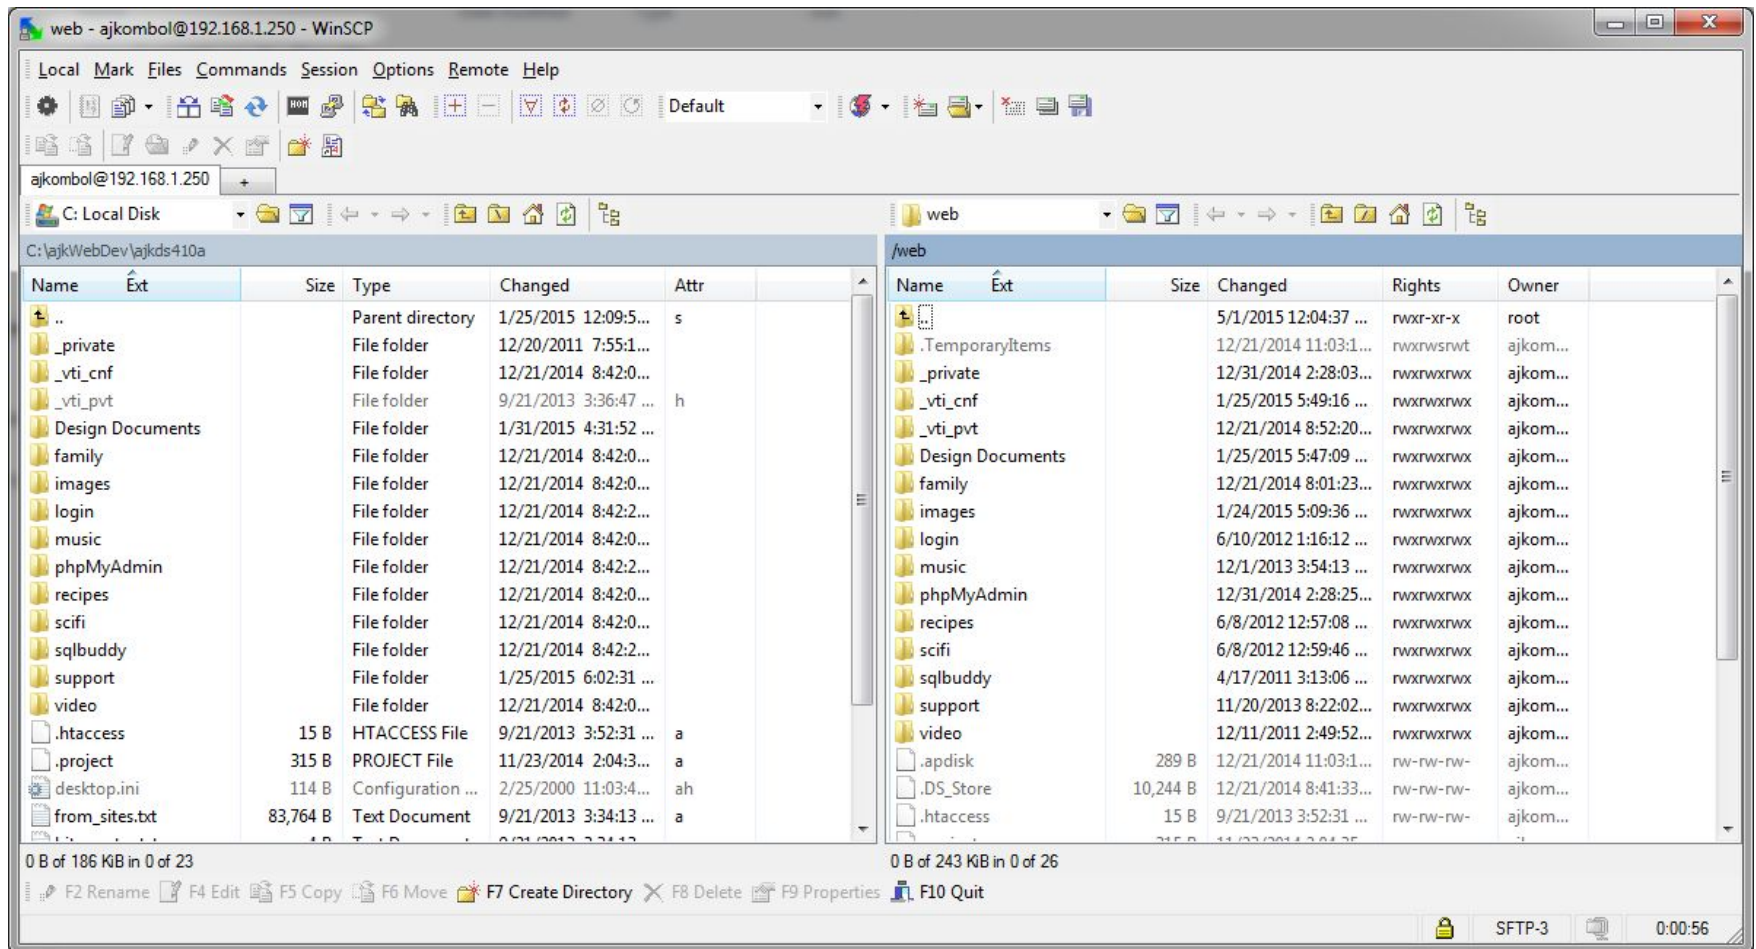 web - ajkombol@192.168.1.250 - WinSCP
Local Mark Files Commands Session Options Remote Help
Default
ajkombol@192.168.1.250 +
C: Local Disk
C:\ajkWebDev\ajkds410a
Name Ext Size Type Changed Attr
.. Parent directory 1/25/2015 12:09:5... s
_private File folder 12/20/2011 7:55:1...
_vti_cnf File folder 12/21/2014 8:42:0...
_vti_pvt File folder 9/21/2013 3:36:47 ... h
Design Documents File folder 1/31/2015 4:31:52 ...
family File folder 12/21/2014 8:42:0...
images File folder 12/21/2014 8:42:0...
login File folder 12/21/2014 8:42:2...
music File folder 12/21/2014 8:42:0...
phpMyAdmin File folder 12/21/2014 8:42:2...
recipes File folder 12/21/2014 8:42:0...
scifi File folder 12/21/2014 8:42:0...
sqlbuddy File folder 12/21/2014 8:42:2...
support File folder 1/25/2015 6:02:31 ...
video File folder 12/21/2014 8:42:0...
.htaccess 15 B HTACCESS File 9/21/2013 3:52:31 ... a
.project 315 B PROJECT File 11/23/2014 2:04:3... a
desktop.ini 114 B Configuration ... 2/25/2000 11:03:4... ah
from_sites.txt 83,764 B Text Document 9/21/2013 3:34:13 ... a
0 B of 186 KiB in 0 of 23
web
/web
Name Ext Size Changed Rights Owner
.. 5/1/2015 12:04:37 ... rwxr-xr-x root
.TemporaryItems 12/21/2014 11:03:1... rwxrwsrwt ajkom...
_private 12/31/2014 2:28:03... rwxrwxrwx ajkom...
_vti_cnf 1/25/2015 5:49:16 ... rwxrwxrwx ajkom...
_vti_pvt 12/21/2014 8:52:20... rwxrwxrwx ajkom...
Design Documents 1/25/2015 5:47:09 ... rwxrwxrwx ajkom...
family 12/21/2014 8:01:23... rwxrwxrwx ajkom...
images 1/24/2015 5:09:36 ... rwxrwxrwx ajkom...
login 6/10/2012 1:16:12 ... rwxrwxrwx ajkom...
music 12/1/2013 3:54:13 ... rwxrwxrwx ajkom...
phpMyAdmin 12/31/2014 2:28:25... rwxrwxrwx ajkom...
recipes 6/8/2012 12:57:08 ... rwxrwxrwx ajkom...
scifi 6/8/2012 12:59:46 ... rwxrwxrwx ajkom...
sqlbuddy 4/17/2011 3:13:06 ... rwxrwxrwx ajkom...
support 11/20/2013 8:22:02... rwxrwxrwx ajkom...
video 12/11/2011 2:49:52... rwxrwxrwx ajkom...
.apdisk 289 B 12/21/2014 11:03:1... rw-rw-rw- ajkom...
.DS_Store 10,244 B 12/21/2014 8:41:33... rw-rw-rw- ajkom...
.htaccess 15 B 9/21/2013 3:52:31 ... rw-rw-rw- ajkom...
0 B of 243 KiB in 0 of 26
F2 Rename F4 Edit F5 Copy F6 Move F7 Create Directory F8 Delete F9 Properties F10 Quit
SFTP-3 0:00:56